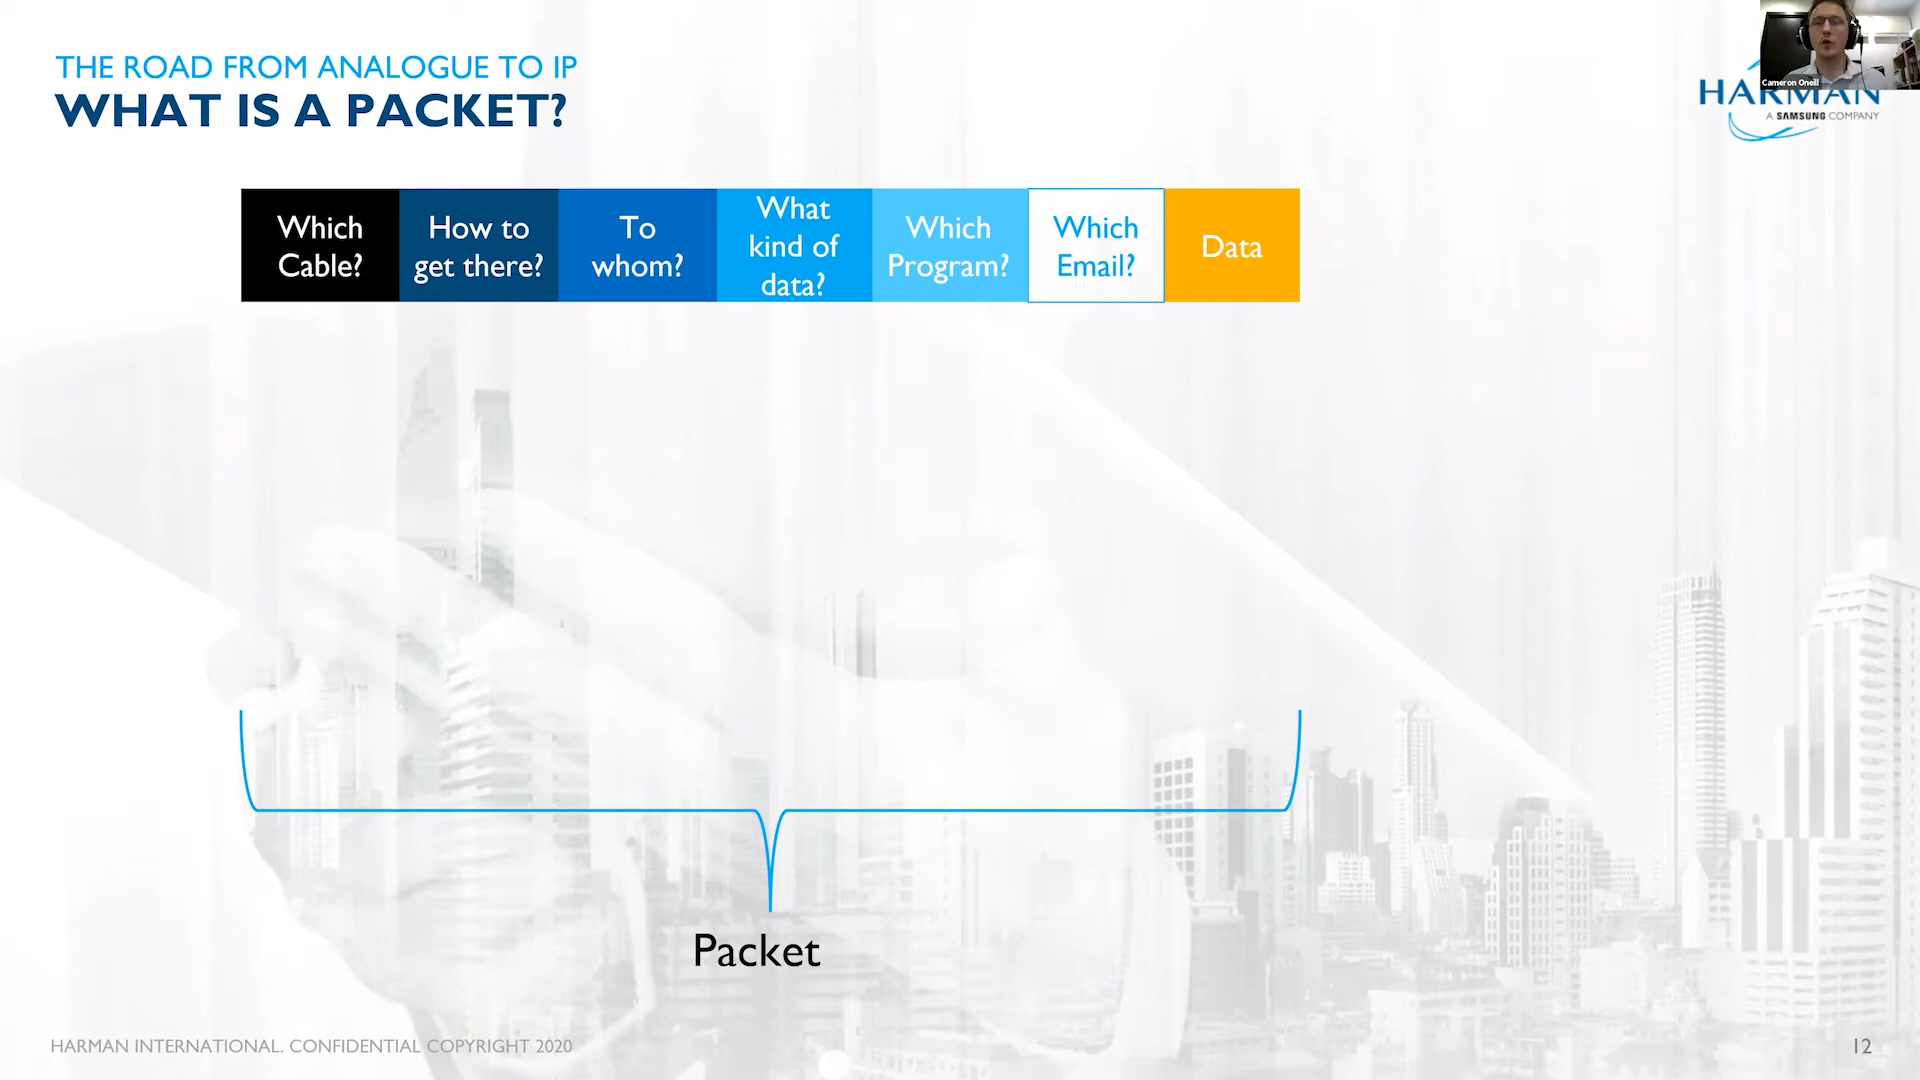 THE ROAD FROM ANALOGUE TO IP
WHAT IS A PACKET?
Cameron Oneill
HARMAN
A SAMSUNG COMPANY
Which
Cable?
How to
get there?
To
whom?
What
kind of
data?
Which
Program?
Which
Email?
Data
Packet
HARMAN INTERNATIONAL. CONFIDENTIAL COPYRIGHT 2020
12